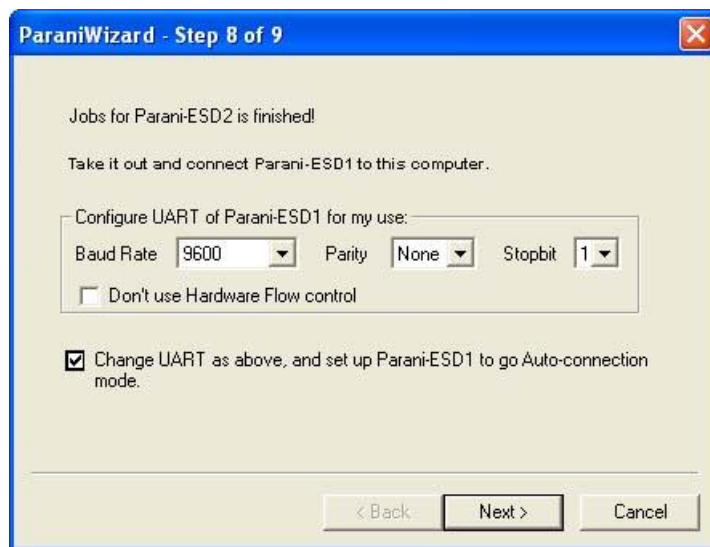 ParaniWizard - Step 8 of 9
Jobs for Parani-ESD2 is finished!
Take it out and connect Parani-ESD1 to this computer.
Configure UART of Parani-ESD1 for my use:
Baud Rate 9600 Parity None Stopbit 1
Don't use Hardware Flow control
Change UART as above, and set up Parani-ESD1 to go Auto-connection
mode.
< Back Next > Cancel